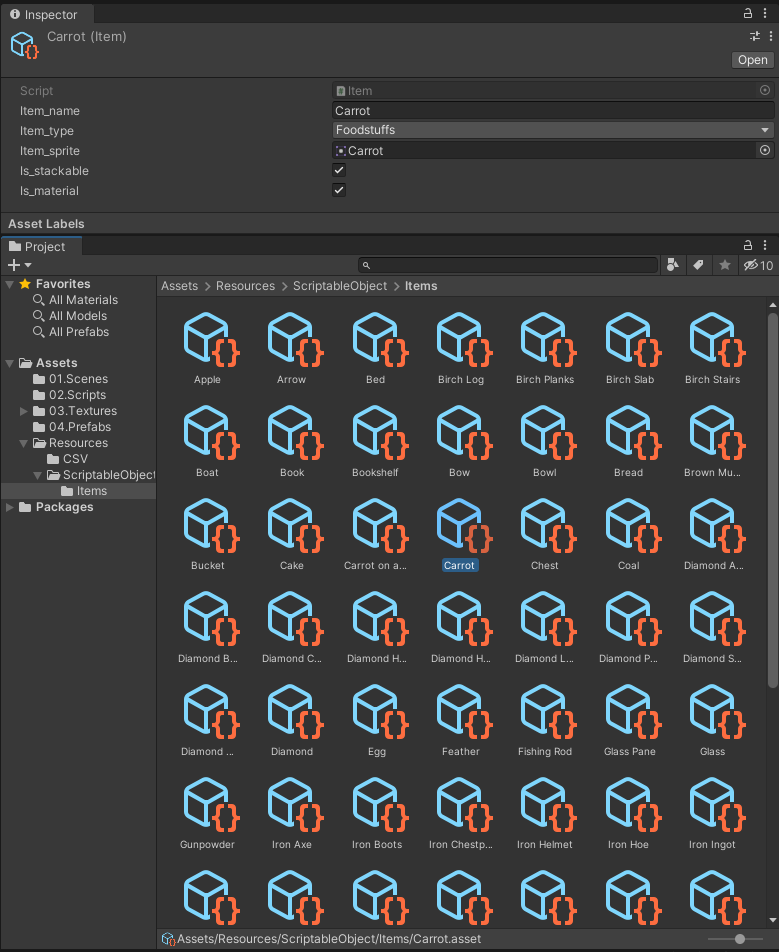 Inspector
Carrot (Item)
Open
Script Item
Item_name Carrot
Item_type Foodstuffs
Item_sprite Carrot
Is_stackable
Is_material
Asset Labels
Project
10
Favorites
All Materials
All Models
All Prefabs
Assets
01.Scenes
02.Scripts
03.Textures
04.Prefabs
Resources
CSV
ScriptableObject
Items
Packages
Assets > Resources > ScriptableObject > Items
Apple Arrow Bed Birch Log Birch Planks Birch Slab Birch Stairs
Boat Book Bookshelf Bow Bowl Bread Brown Mu...
Bucket Cake Carrot on a... Carrot Chest Coal Diamond A...
Diamond B... Diamond C... Diamond H... Diamond H... Diamond L... Diamond P... Diamond S...
Diamond ... Diamond Egg Feather Fishing Rod Glass Pane Glass
Gunpowder Iron Axe Iron Boots Iron Chestp... Iron Helmet Iron Hoe Iron Ingot
Assets/Resources/ScriptableObject/Items/Carrot.asset